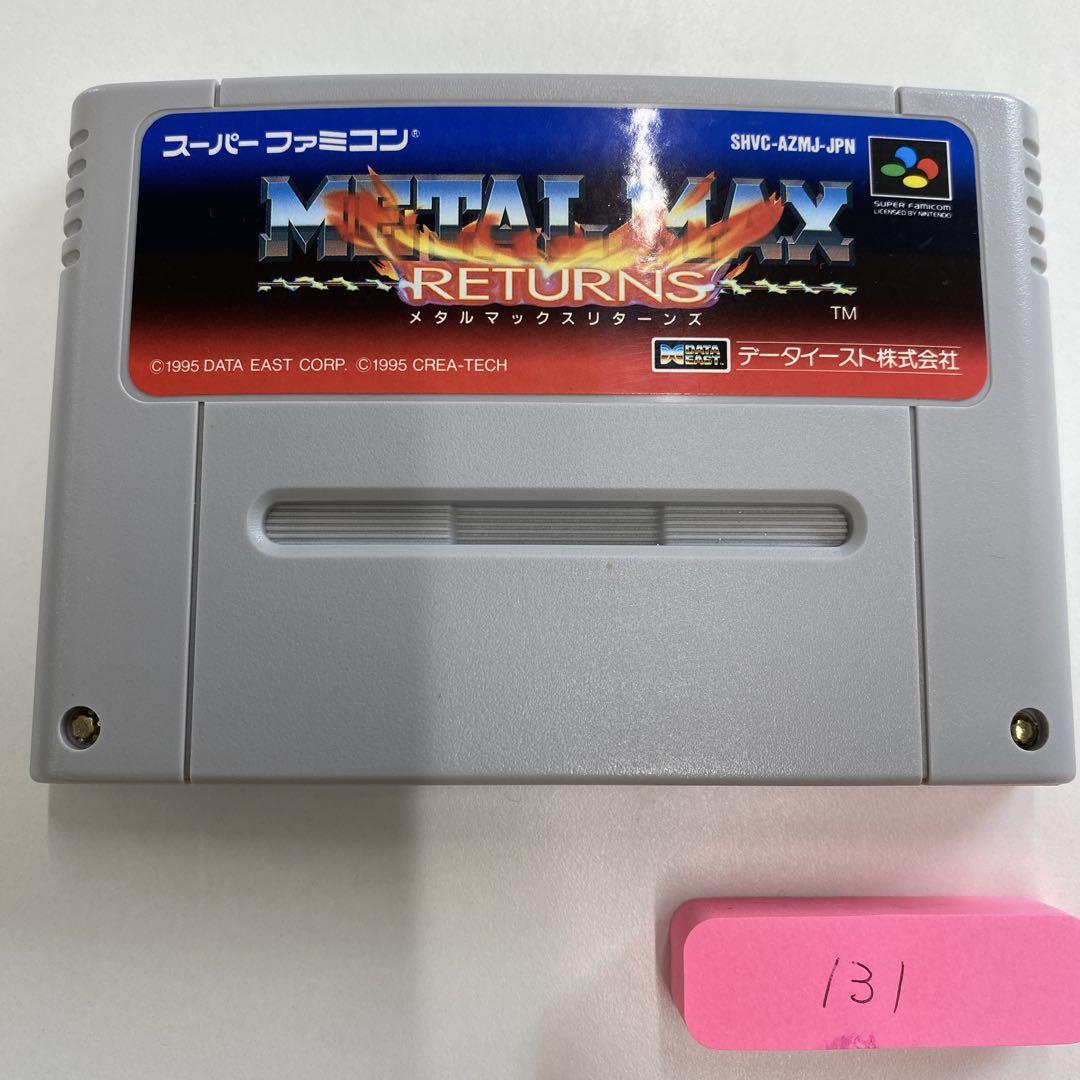 スーパーファミコン®
SHVC-AZMJ-JPN
SUPER FAMICOM
LICENSED BY NINTENDO
METAL MAX
RETURNS
メタルマックスリターンズ
TM
©1995 DATA EAST CORP. ©1995 CREA-TECH
DATA EAST データイースト株式会社
131